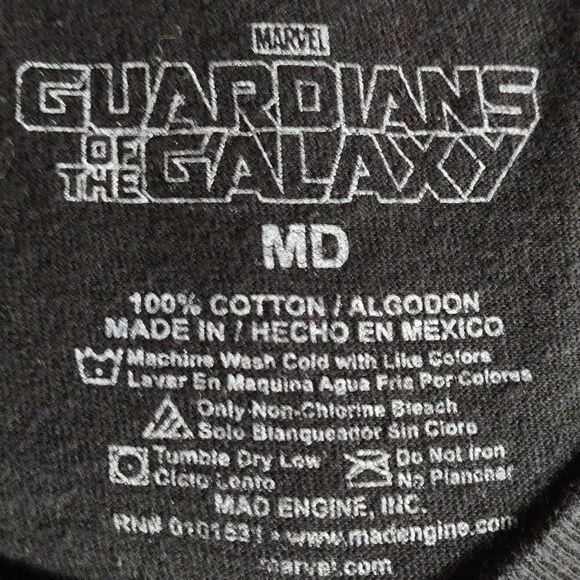 MARVEL
GUARDIANS
OF THE GALAXY
MD
100% COTTON / ALGODON
MADE IN / HECHO EN MEXICO
Machine Wash Cold with Like Colors
Lavar En Maquina Agua Fria Por Colores
Only Non-Chlorine Bleach
Solo Blanqueador Sin Cloro
Tumble Dry Low
Ciclo Lento
Do Not Iron
No Planchar
MAD ENGINE, INC.
RN# 0101531 • www.madengine.com
marvel.com